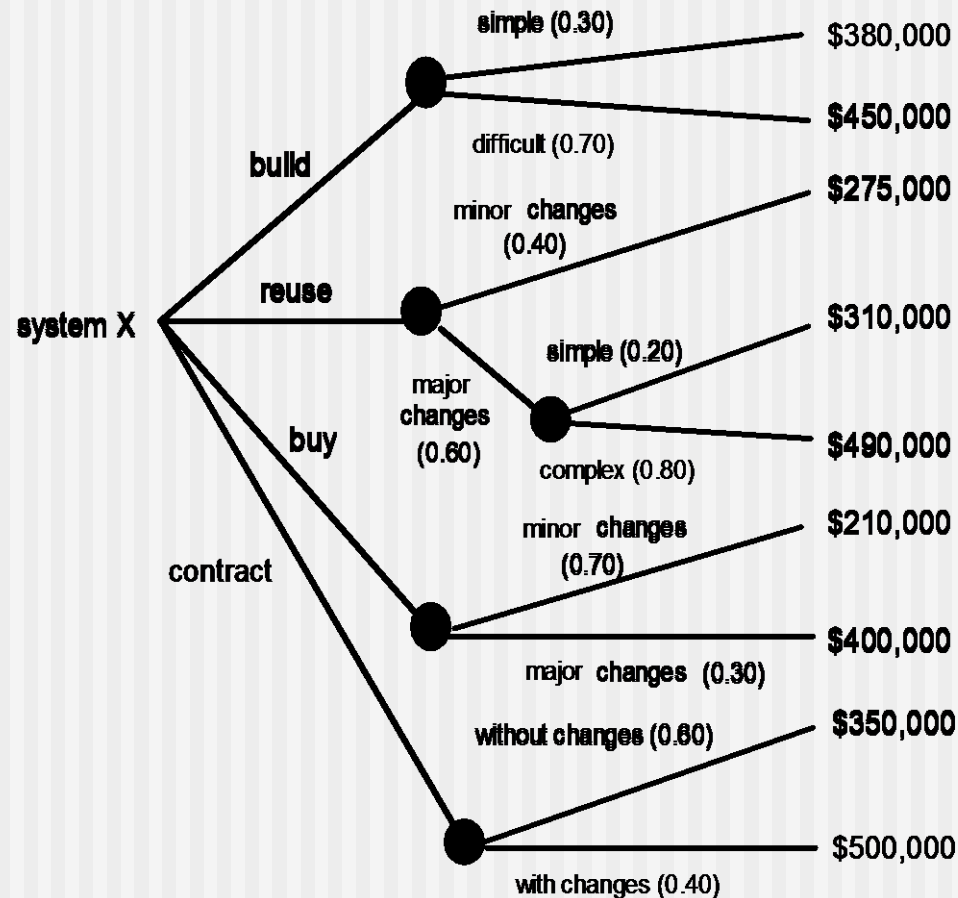 simple (0.30)
$380,000
$450,000
difficult (0.70)
build
$275,000
minor changes
(0.40)
reuse
$310,000
system X
simple (0.20)
major
changes
(0.60)
buy
$490,000
complex (0.80)
$210,000
minor changes
(0.70)
contract
$400,000
major changes (0.30)
$350,000
without changes (0.60)
$500,000
with changes (0.40)